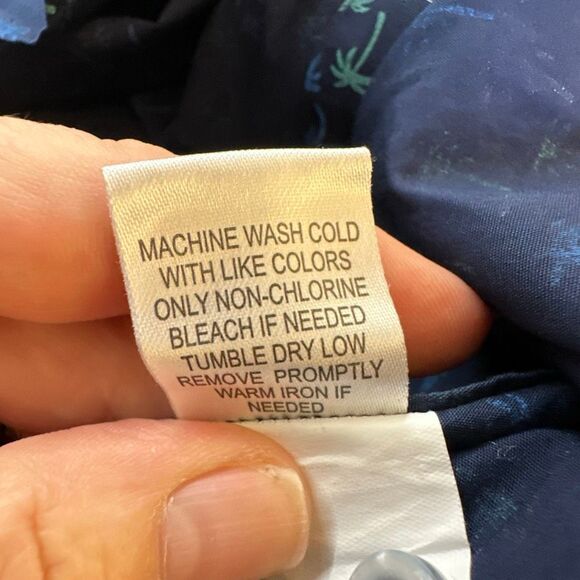 MACHINE WASH COLD
WITH LIKE COLORS
ONLY NON-CHLORINE
BLEACH IF NEEDED
TUMBLE DRY LOW
REMOVE PROMPTLY
WARM IRON IF
NEEDED